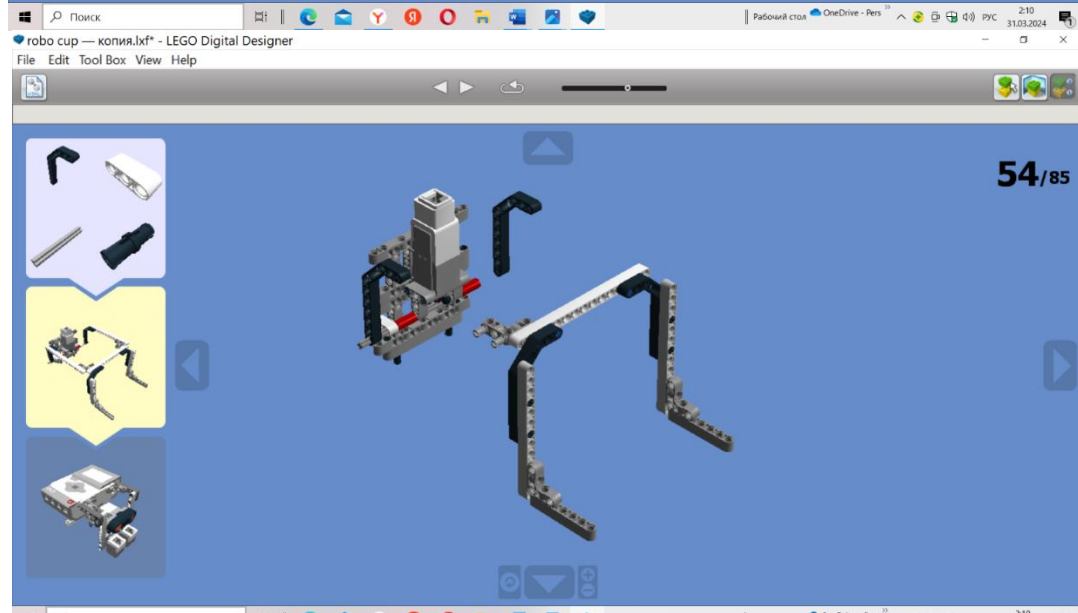 Поиск
Рабочий стол
OneDrive - Pers
РУС
2:10
31.03.2024
robo cup — копия.lxf* - LEGO Digital Designer
File Edit Tool Box View Help
54/85